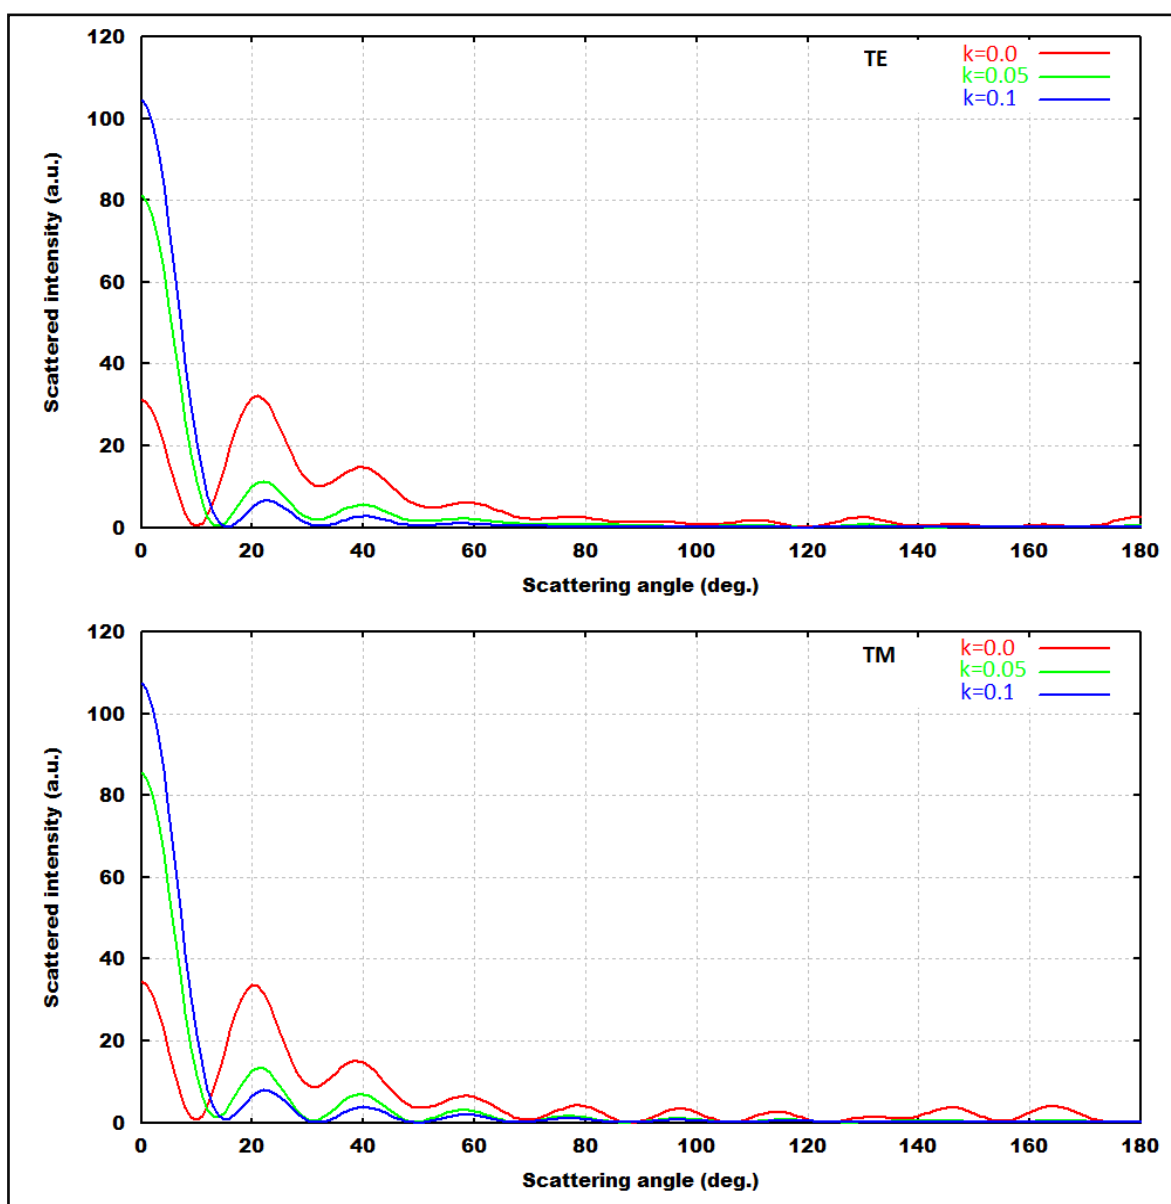 120
TE
k=0.0
k=0.05
k=0.1
100
80
60
40
20
0
Scattered intensity (a.u.)
0 20 40 60 80 100 120 140 160 180
Scattering angle (deg.)
120
TM
k=0.0
k=0.05
k=0.1
100
80
60
40
20
0
Scattered intensity (a.u.)
0 20 40 60 80 100 120 140 160 180
Scattering angle (deg.)